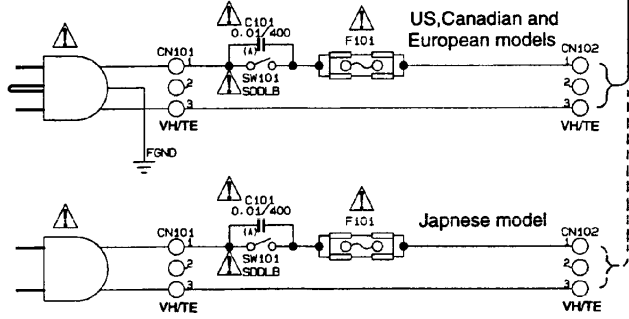 US,Canadian and
European models
C101
0.01/400
(A)
F101
CN101
1
2
3
VH/TE
SW101
SDDLB
CN102
1
2
3
VH/TE
FGND
Japnese model
C101
0.01/400
(A)
F101
CN101
1
2
3
VH/TE
SW101
SDDLB
CN102
1
2
3
VH/TE